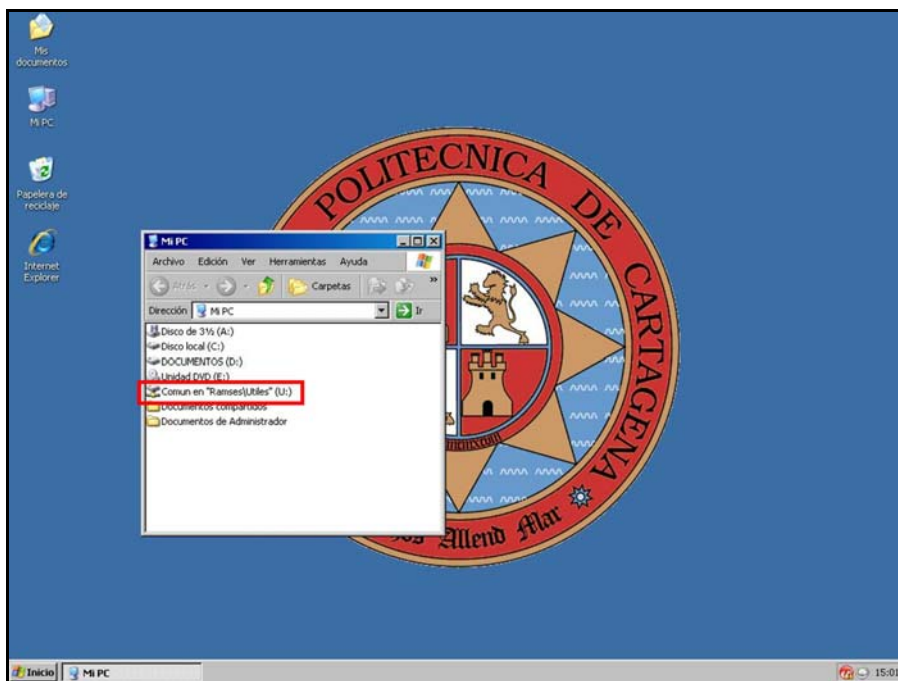 Mis
documentos
Mi PC
Papelera de
reciclaje
Internet
Explorer
POLITECNICA DE CARTAGENA
Allend Mar
Mi PC
Archivo Edición Ver Herramientas Ayuda
Atrás Carpetas »
Dirección Mi PC Ir
Disco de 3½ (A:)
Disco local (C:)
DOCUMENTOS (D:)
Unidad DVD (E:)
Comun en "Ramses\Utiles" (U:)
Documentos compartidos
Documentos de Administrador
Inicio Mi PC 15:01